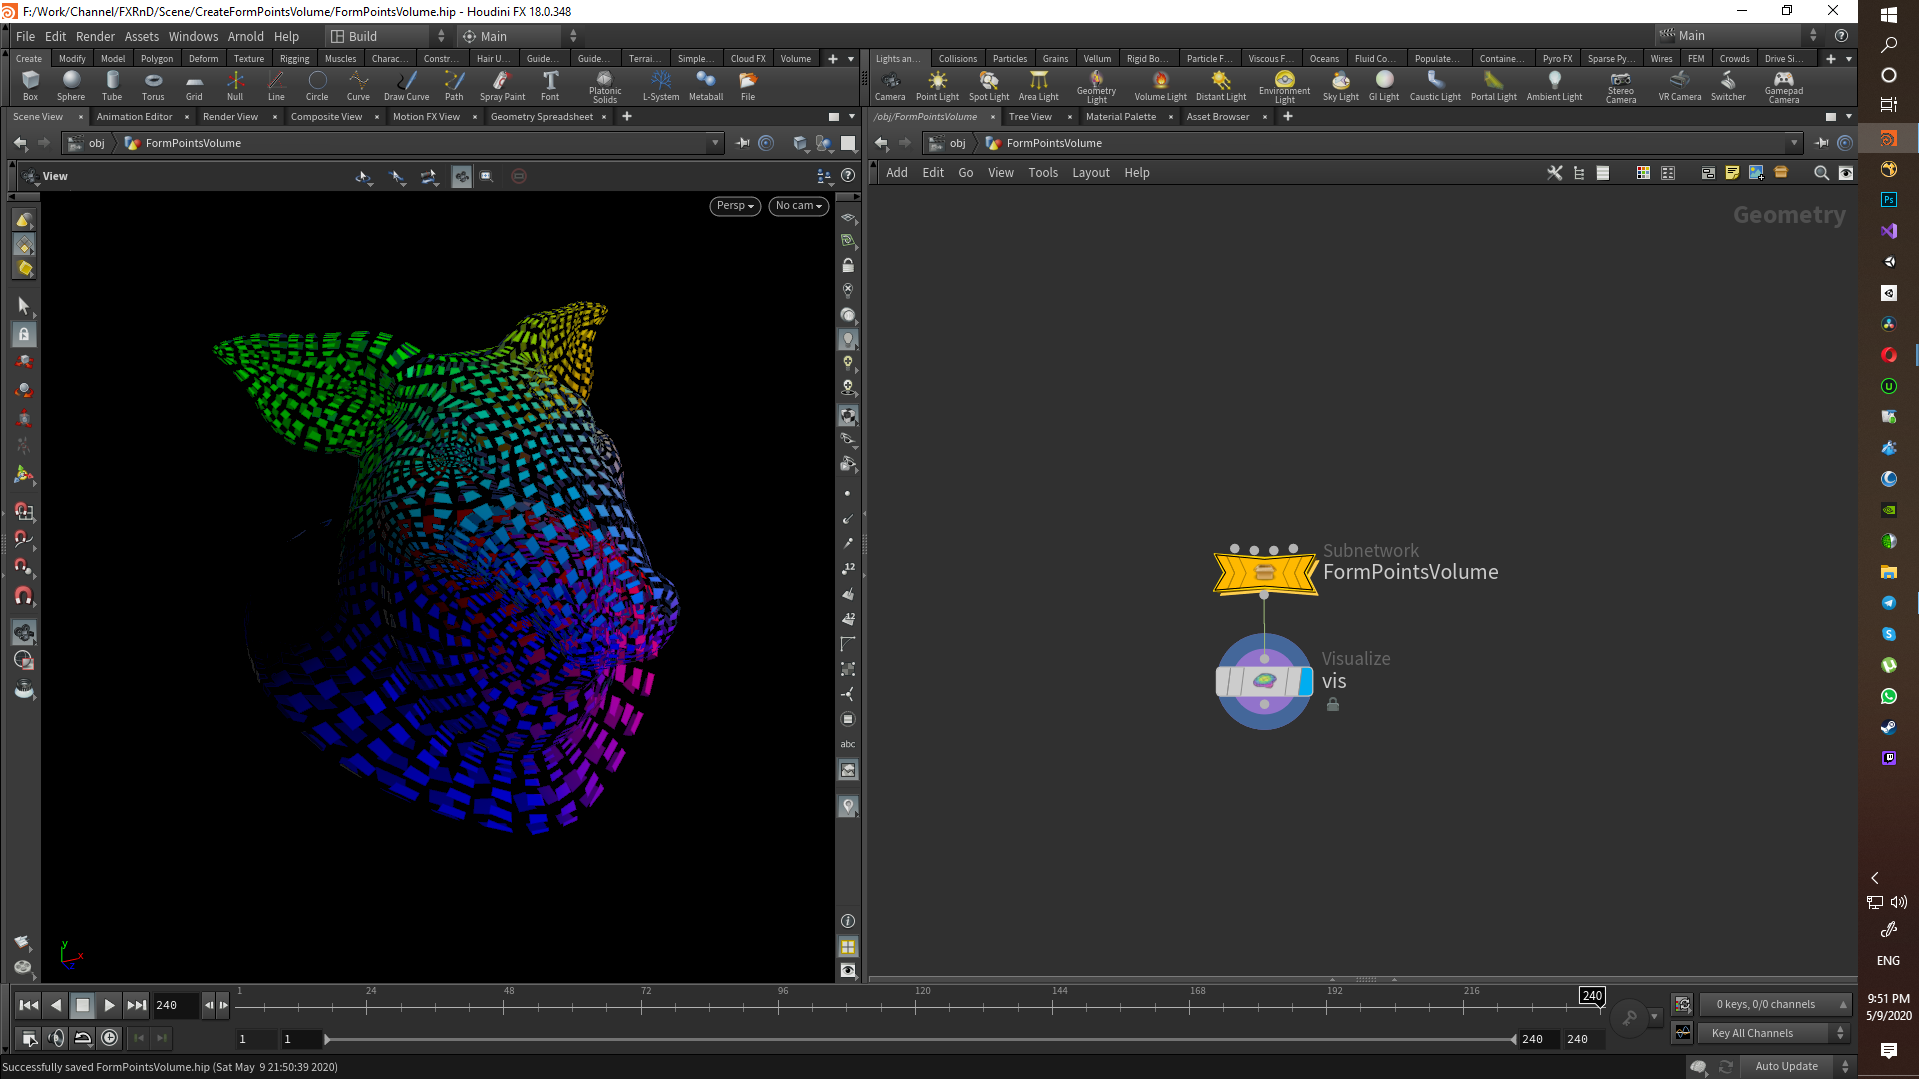 F:/Work/Channel/FXRnD/Scene/CreateFormPointsVolume/FormPointsVolume.hip - Houdini FX 18.0.348
File Edit Render Assets Windows Arnold Help Build Main Main
Create Modify Model Polygon Deform Texture Rigging Muscles Charac... Constr... Hair U... Guide... Guide... Terrai... Simple... Cloud FX Volume
Lights an... Collisions Particles Grains Vellum Rigid Bo... Particle F... Viscous F... Oceans Fluid Co... Populate... Containe... Pyro FX Sparse Py... Wires FEM Crowds Drive Si...
Box Sphere Tube Torus Grid Null Line Circle Curve Draw Curve Path Spray Paint Font Platonic Solids L-System Metaball File
Camera Point Light Spot Light Area Light Geometry Light Volume Light Distant Light Environment Light Sky Light GI Light Caustic Light Portal Light Ambient Light Stereo Camera VR Camera Switcher Gamepad Camera
Scene View Animation Editor Render View Composite View Motion FX View Geometry Spreadsheet
/obj/FormPointsVolume Tree View Material Palette Asset Browser
obj FormPointsVolume
obj FormPointsVolume
View
Add Edit Go View Tools Layout Help
Persp No cam
Geometry
Subnetwork
FormPointsVolume
Visualize
vis
12
12
abc
y
x
z
Ps
ENG
9:51 PM
5/9/2020
240 1 24 48 72 96 120 144 168 192 216 240
0 keys, 0/0 channels
1 1 240 240
Key All Channels
Successfully saved FormPointsVolume.hip (Sat May 9 21:50:39 2020)
Auto Update